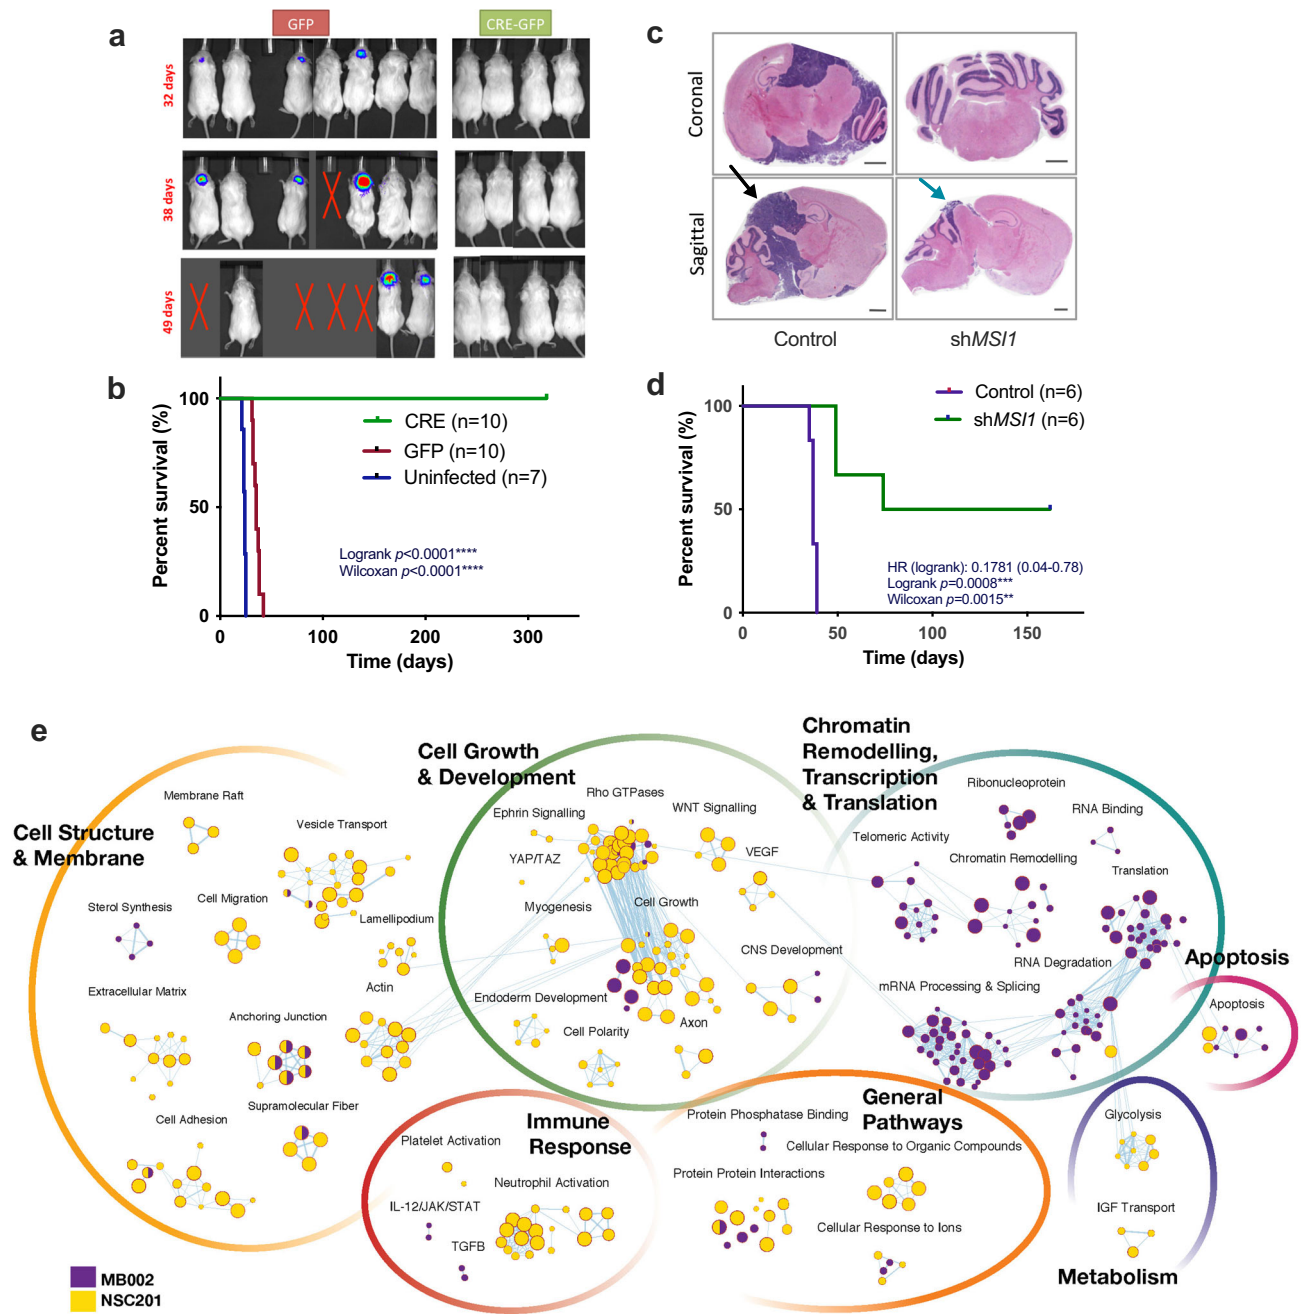 a
GFP
CRE-GFP
32 days
38 days
49 days
c
Coronal
Sagittal
Control
shMSI1
b
Percent survival (%)
100
50
0
0
100
200
300
Time (days)
CRE (n=10)
GFP (n=10)
Uninfected (n=7)
Logrank p<0.0001****
Wilcoxan p<0.0001****
d
Percent survival (%)
100
50
0
0
50
100
150
Time (days)
Control (n=6)
shMSI1 (n=6)
HR (logrank): 0.1781 (0.04-0.78)
Logrank p=0.0008***
Wilcoxan p=0.0015**
e
Cell Structure
& Membrane
Membrane Raft
Vesicle Transport
Sterol Synthesis
Cell Migration
Lamellipodium
Actin
Extracellular Matrix
Anchoring Junction
Cell Adhesion
Supramolecular Fiber
Cell Growth
& Development
Rho GTPases
Ephrin Signalling
WNT Signalling
YAP/TAZ
VEGF
Myogenesis
Cell Growth
CNS Development
Endoderm Development
Cell Polarity
Axon
Chromatin
Remodelling,
Transcription
& Translation
Ribonucleoprotein
RNA Binding
Telomeric Activity
Chromatin Remodelling
Translation
RNA Degradation
mRNA Processing & Splicing
Apoptosis
Apoptosis
Immune
Response
Platelet Activation
Neutrophil Activation
IL-12/JAK/STAT
TGFB
General
Pathways
Protein Phosphatase Binding
Cellular Response to Organic Compounds
Protein Protein Interactions
Cellular Response to Ions
Glycolysis
IGF Transport
Metabolism
MB002
NSC201